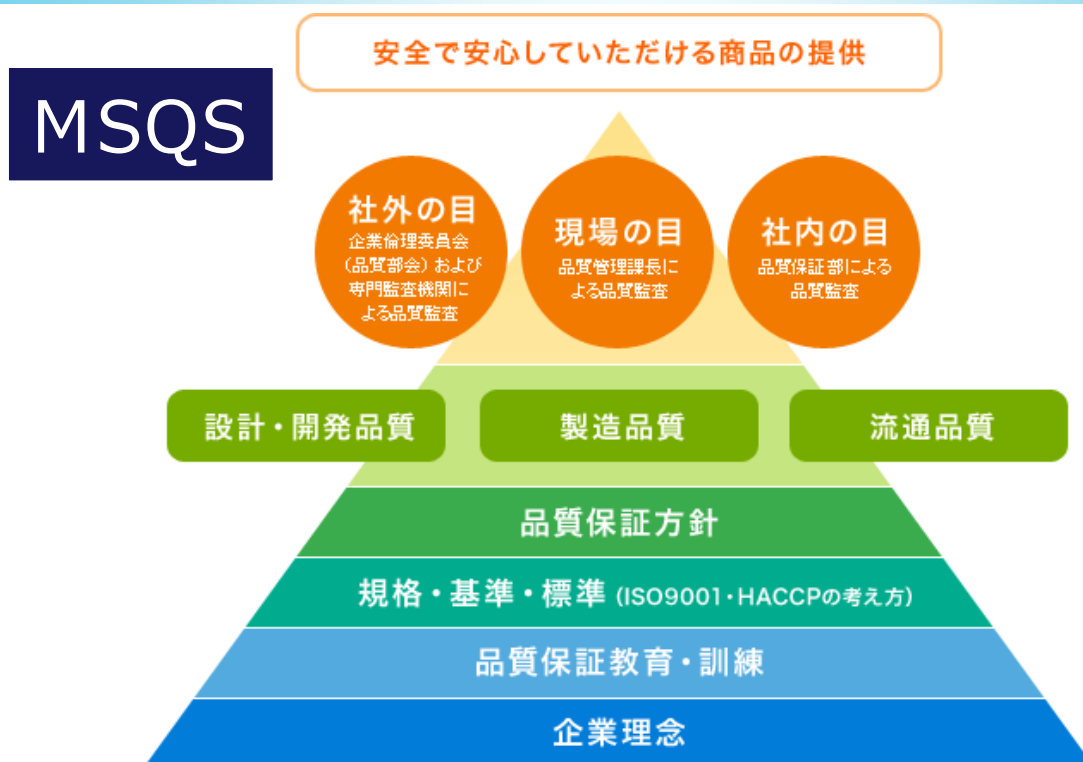 安全で安心していただける商品の提供
MSQS
社外の目
企業倫理委員会
（品質部会）および
専門監査機関に
よる品質監査
現場の目
品質管理課長に
よる品質監査
社内の目
品質保証部による
品質監査
設計・開発品質
製造品質
流通品質
品質保証方針
規格・基準・標準（ISO9001・HACCPの考え方）
品質保証教育・訓練
企業理念